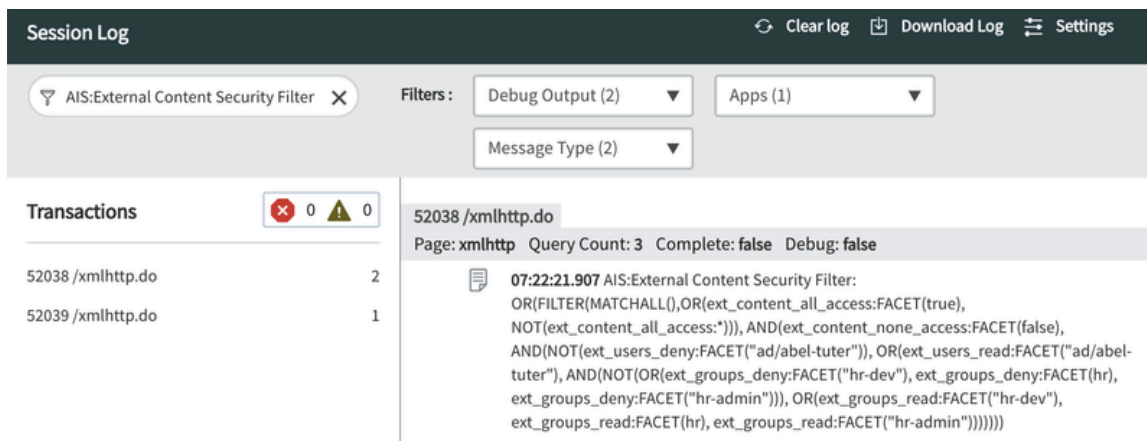 Session Log
Clear log
Download Log
Settings
AIS:External Content Security Filter
Filters :
Debug Output (2)
Apps (1)
Message Type (2)
Transactions
0
0
52038 /xmlhttp.do 2
52039 /xmlhttp.do 1
52038 /xmlhttp.do
Page: xmlhttp Query Count: 3 Complete: false Debug: false
07:22:21.907 AIS:External Content Security Filter:
OR(FILTER(MATCHALL(),OR(ext_content_all_access:FACET(true),
NOT(ext_content_all_access:*))), AND(ext_content_none_access:FACET(false),
AND(NOT(ext_users_deny:FACET("ad/abel-tuter")), OR(ext_users_read:FACET("ad/abel-
tuter"), AND(NOT(OR(ext_groups_deny:FACET("hr-dev"), ext_groups_deny:FACET(hr),
ext_groups_deny:FACET("hr-admin"))), OR(ext_groups_read:FACET("hr-dev"),
ext_groups_read:FACET(hr), ext_groups_read:FACET("hr-admin")))))))